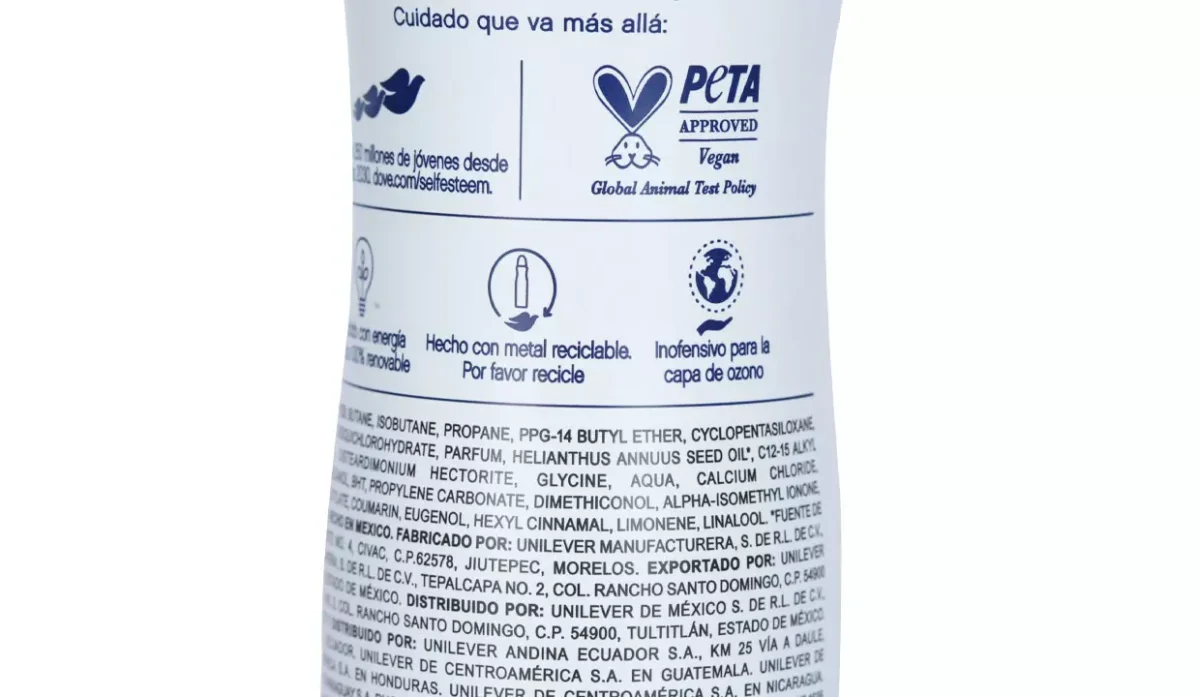 Cuidado que va más allá:
millones de jóvenes desde
2030. dove.com/selfesteem.
PETA
APPROVED
Vegan
Global Animal Test Policy
con energía
renovable
Hecho con metal reciclable.
Por favor recicle
Inofensivo para la
capa de ozono
BUTANE, ISOBUTANE, PROPANE, PPG-14 BUTYL ETHER, CYCLOPENTASILOXANE,
PARFUM, HELIANTHUS ANNUUS SEED OIL*, C12-15 ALKYL
HECTORITE, GLYCINE, AQUA, CALCIUM CHLORIDE,
BHT, PROPYLENE CARBONATE, DIMETHICONOL, ALPHA-ISOMETHYL IONONE,
COUMARIN, EUGENOL, HEXYL CINNAMAL, LIMONENE, LINALOOL. *FUENTE DE
EN MEXICO. FABRICADO POR: UNILEVER MANUFACTURERA, S. DE R.L. DE C.V.,
NO. 4, CIVAC, C.P.62578, JIUTEPEC, MORELOS. EXPORTADO POR: UNILEVER
S. DE R.L. DE C.V., TEPALCAPA NO. 2, COL. RANCHO SANTO DOMINGO, C.P. 54900
DE MÉXICO. DISTRIBUIDO POR: UNILEVER DE MÉXICO S. DE R.L. DE C.V.,
COL. RANCHO SANTO DOMINGO, C.P. 54900, TULTITLÁN, ESTADO DE MÉXICO.
DISTRIBUIDO POR: UNILEVER ANDINA ECUADOR S.A., KM 25 VÍA A DAULE,
ECUADOR. UNILEVER DE CENTROAMÉRICA S.A. EN GUATEMALA. UNILEVER DE
S.A. EN HONDURAS. UNILEVER DE CENTROAMÉRICA S.A. EN NICARAGUA.